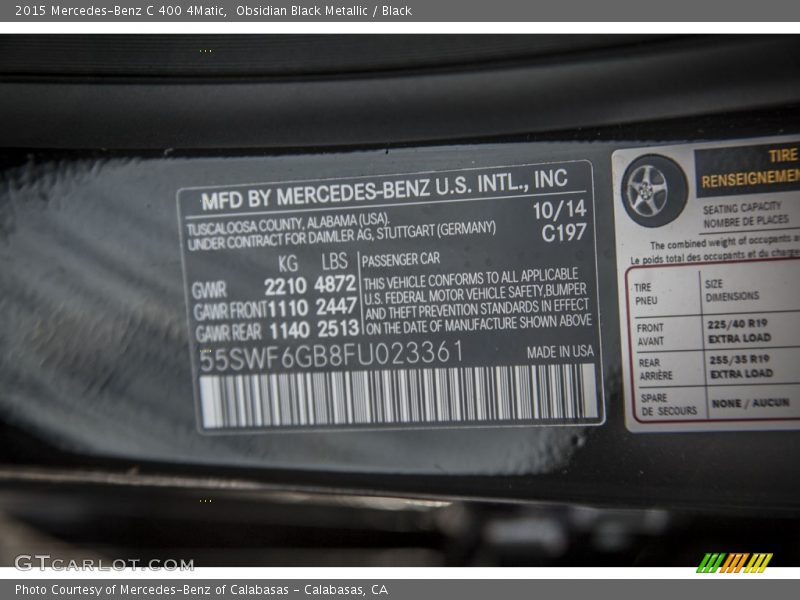 2015 Mercedes-Benz C 400 4Matic, Obsidian Black Metallic / Black
MFD BY MERCEDES-BENZ U.S. INTL., INC
TUSCALOOSA COUNTY, ALABAMA (USA). 10/14
UNDER CONTRACT FOR DAIMLER AG, STUTTGART (GERMANY) C197
KG LBS PASSENGER CAR
GVWR 2210 4872
GAWR FRONT 1110 2447
GAWR REAR 1140 2513
THIS VEHICLE CONFORMS TO ALL APPLICABLE
U.S. FEDERAL MOTOR VEHICLE SAFETY, BUMPER
AND THEFT PREVENTION STANDARDS IN EFFECT
ON THE DATE OF MANUFACTURE SHOWN ABOVE
55SWF6GB8FU023361 MADE IN USA
TIRE
RENSEIGNEMEN
SEATING CAPACITY
NOMBRE DE PLACES
The combined weight of occupants a
Le poids total des occupants et du charge
TIRE SIZE
PNEU DIMENSIONS
FRONT 225/40 R19
AVANT EXTRA LOAD
REAR 255/35 R19
ARRIÈRE EXTRA LOAD
SPARE NONE / AUCUN
DE SECOURS
GTCARLOT.COM
Photo Courtesy of Mercedes-Benz of Calabasas - Calabasas, CA